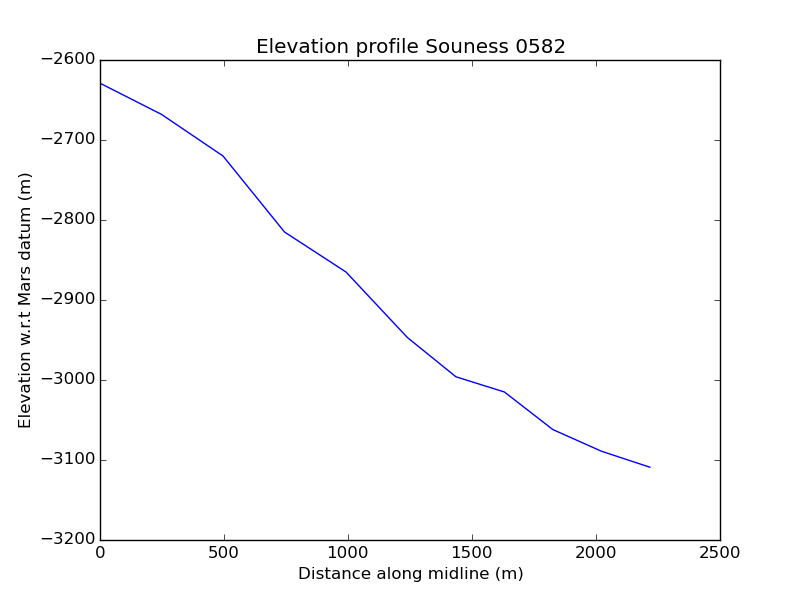 Elevation profile Souness 0582
−2600
−2700
−2800
−2900
−3000
−3100
−3200
Elevation w.r.t Mars datum (m)
0 500 1000 1500 2000 2500
Distance along midline (m)